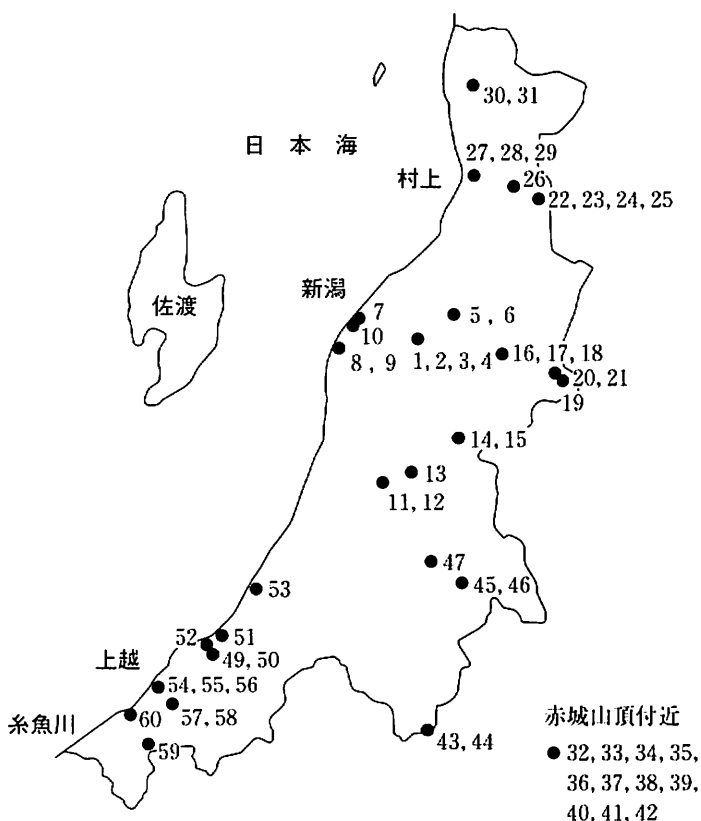 30, 31
日本海
27, 28, 29
村上
26
22, 23, 24, 25
新潟
佐渡
7
5, 6
10
8, 9
1, 2, 3, 4
16, 17, 18
20, 21
19
14, 15
13
11, 12
47
45, 46
53
52
51
49, 50
上越
54, 55, 56
57, 58
60
糸魚川
59
43, 44
赤城山頂付近
32, 33, 34, 35,
36, 37, 38, 39,
40, 41, 42